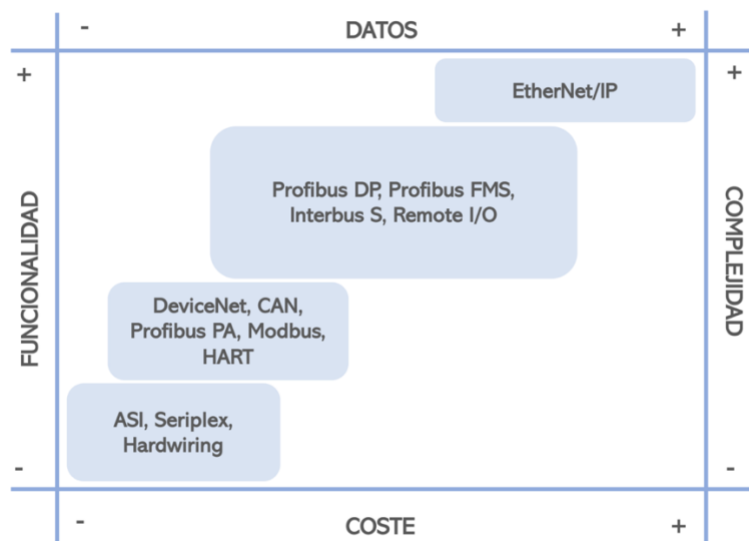 - DATOS +
+ +
EtherNet/IP
Profibus DP, Profibus FMS,
Interbus S, Remote I/O
FUNCIONALIDAD
COMPLEJIDAD
DeviceNet, CAN,
Profibus PA, Modbus,
HART
ASI, Seriplex,
Hardwiring
- -
- COSTE +